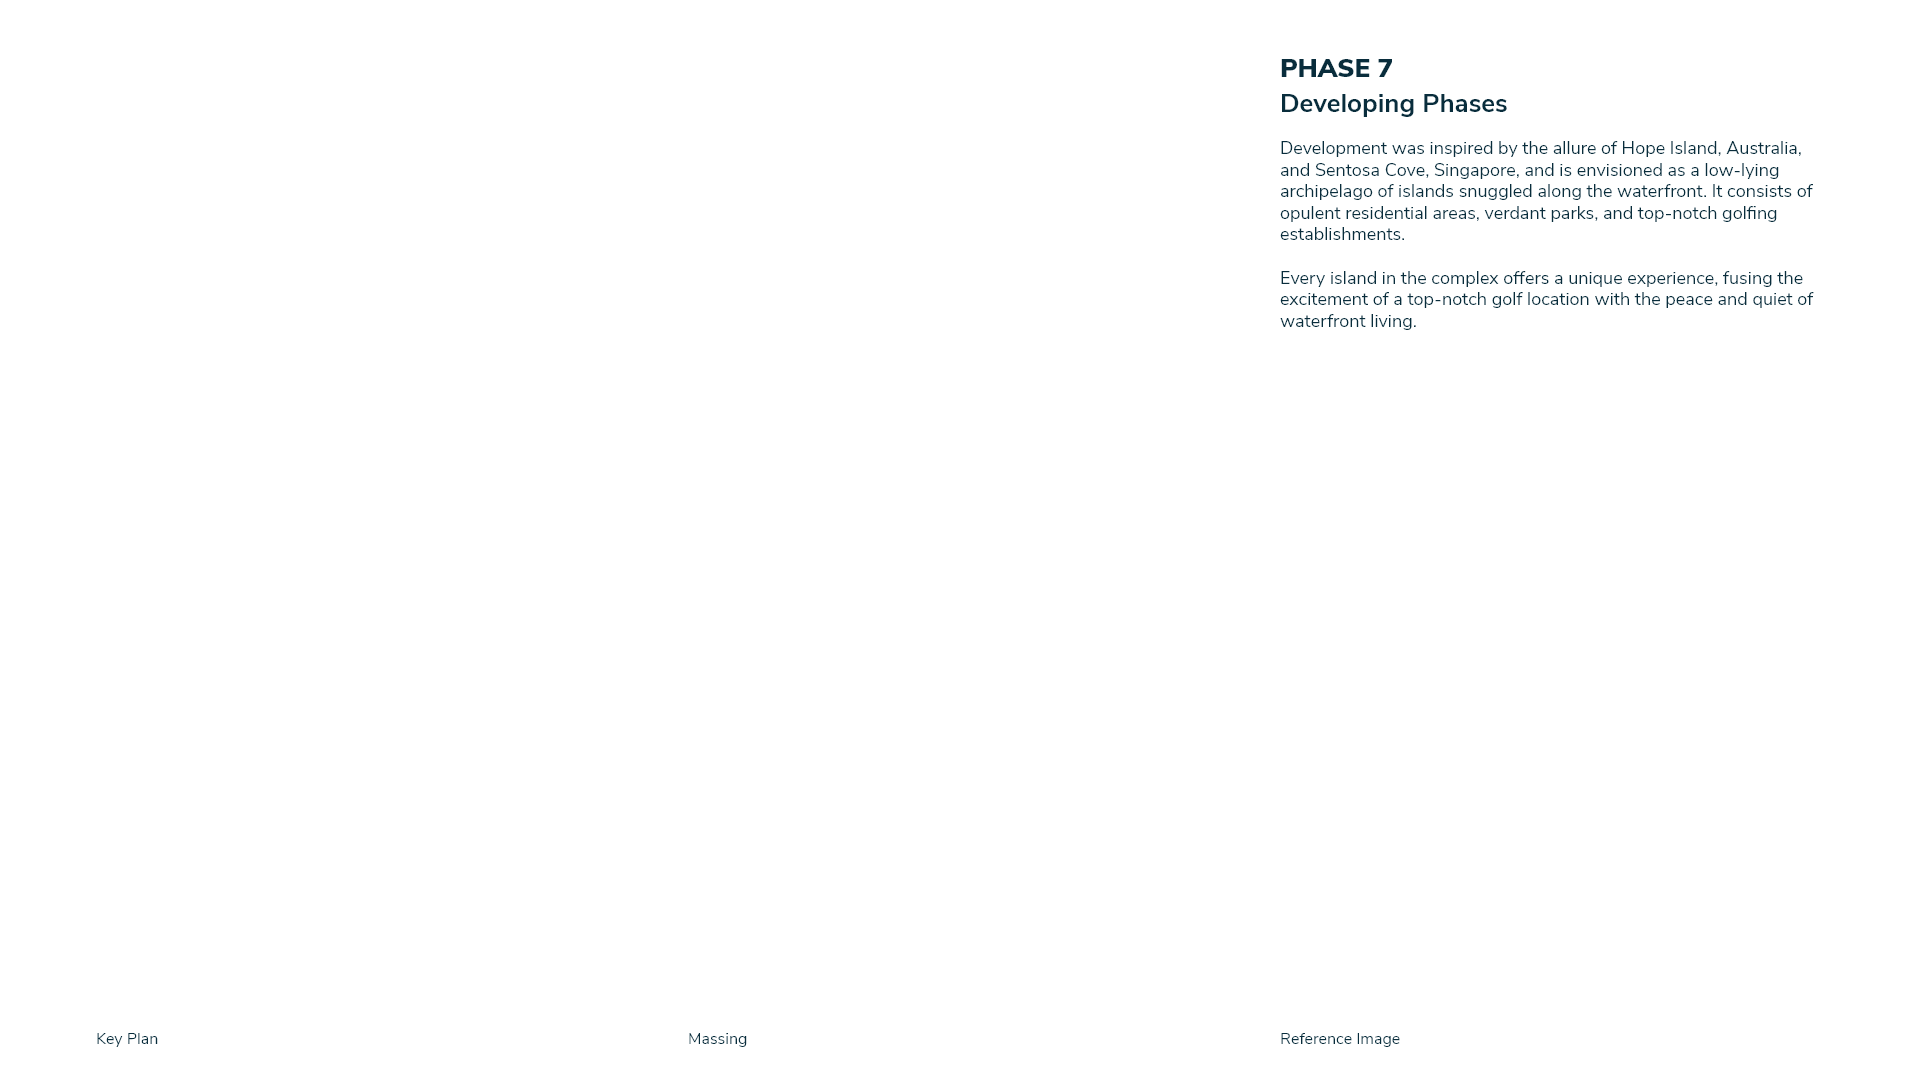 PHASE 7
Developing Phases
Development was inspired by the allure of Hope Island, Australia,
and Sentosa Cove, Singapore, and is envisioned as a low-lying
archipelago of islands snuggled along the waterfront. It consists of
opulent residential areas, verdant parks, and top-notch golfing
establishments.
Every island in the complex offers a unique experience, fusing the
excitement of a top-notch golf location with the peace and quiet of
waterfront living.
Key Plan
Massing
Reference Image